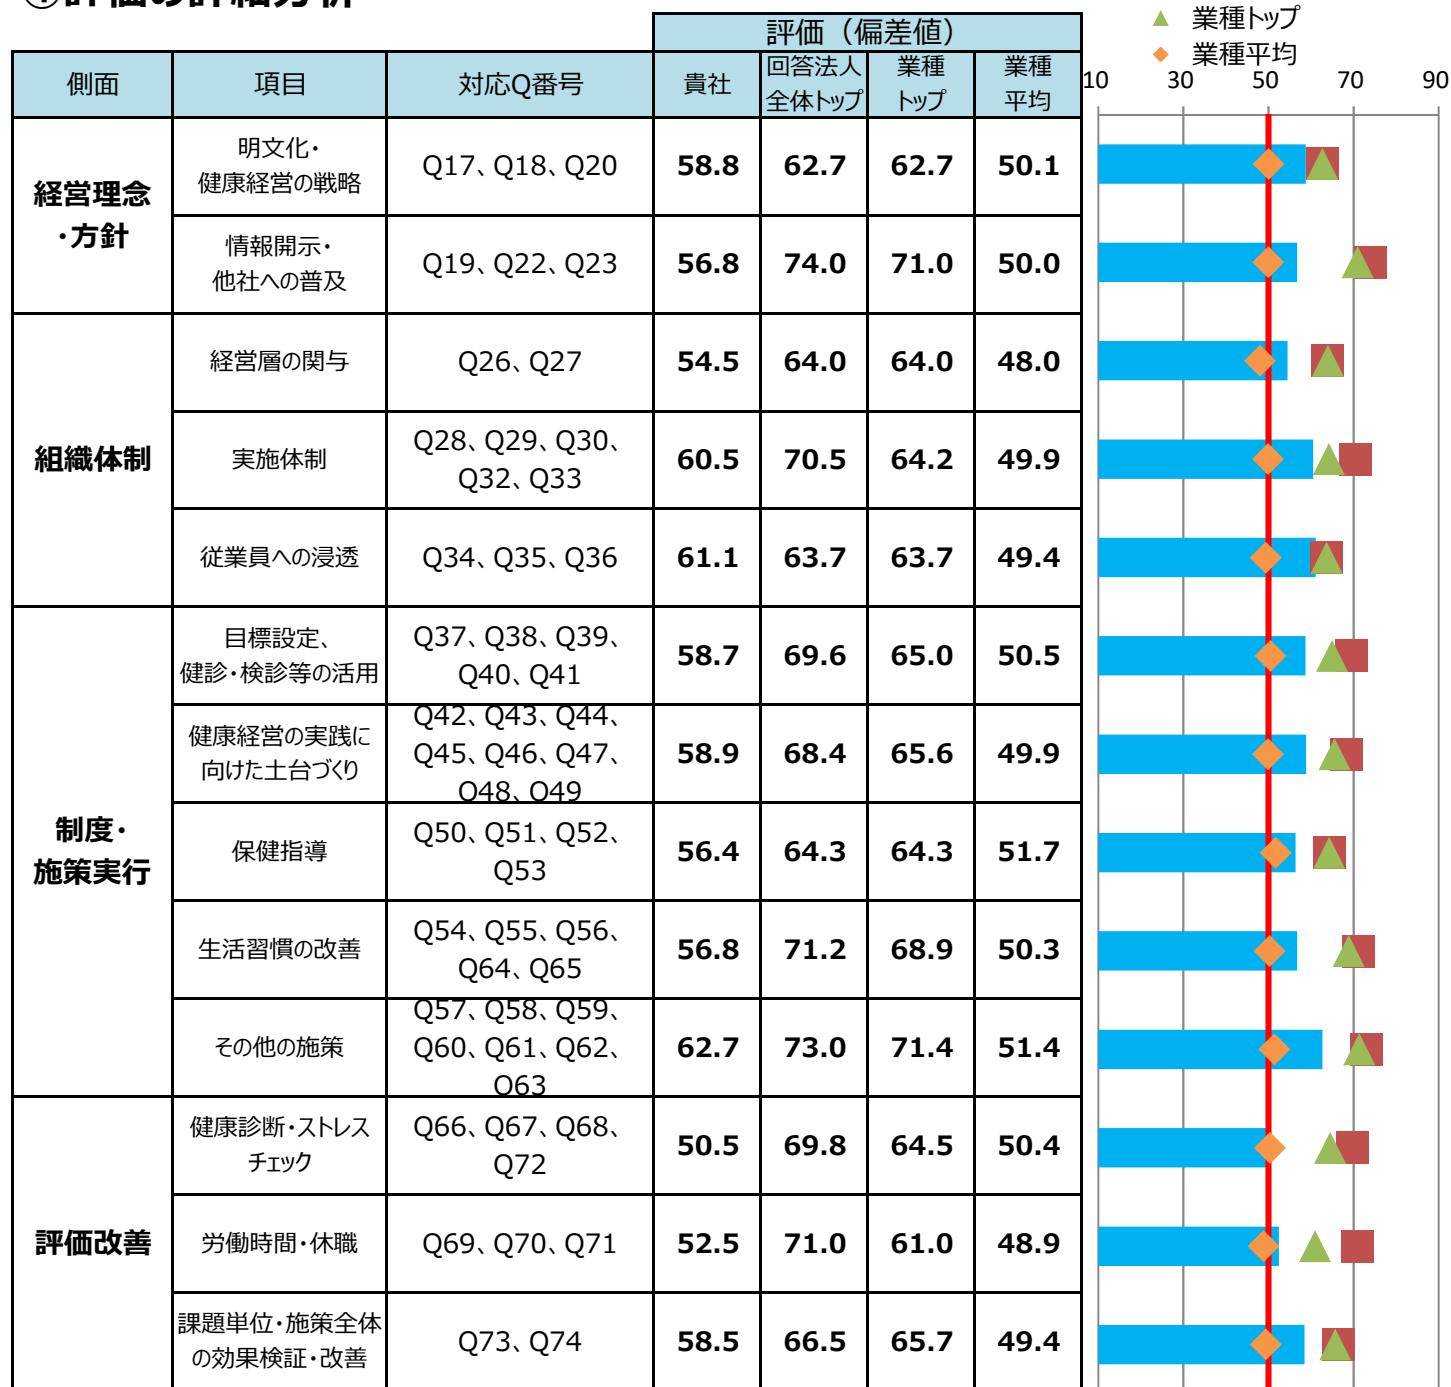 ④評価の詳細分析
▲ 業種トップ
◆ 業種平均
評価（偏差値）
側面 項目 対応Q番号 貴社 回答法人 業種 業種
全体トップ トップ 平均
10 30 50 70 90
経営理念
・方針
明文化・
健康経営の戦略
Q17、Q18、Q20
58.8 62.7 62.7 50.1
情報開示・
他社への普及
Q19、Q22、Q23
56.8 74.0 71.0 50.0
組織体制
経営層の関与
Q26、Q27
54.5 64.0 64.0 48.0
実施体制
Q28、Q29、Q30、
Q32、Q33
60.5 70.5 64.2 49.9
従業員への浸透
Q34、Q35、Q36
61.1 63.7 63.7 49.4
制度・
施策実行
目標設定、
健診・検診等の活用
Q37、Q38、Q39、
Q40、Q41
58.7 69.6 65.0 50.5
健康経営の実践に
向けた土台づくり
Q42、Q43、Q44、
Q45、Q46、Q47、
Q48、Q49
58.9 68.4 65.6 49.9
保健指導
Q50、Q51、Q52、
Q53
56.4 64.3 64.3 51.7
生活習慣の改善
Q54、Q55、Q56、
Q64、Q65
56.8 71.2 68.9 50.3
その他の施策
Q57、Q58、Q59、
Q60、Q61、Q62、
Q63
62.7 73.0 71.4 51.4
評価改善
健康診断・ストレス
チェック
Q66、Q67、Q68、
Q72
50.5 69.8 64.5 50.4
労働時間・休職
Q69、Q70、Q71
52.5 71.0 61.0 48.9
課題単位・施策全体
の効果検証・改善
Q73、Q74
58.5 66.5 65.7 49.4